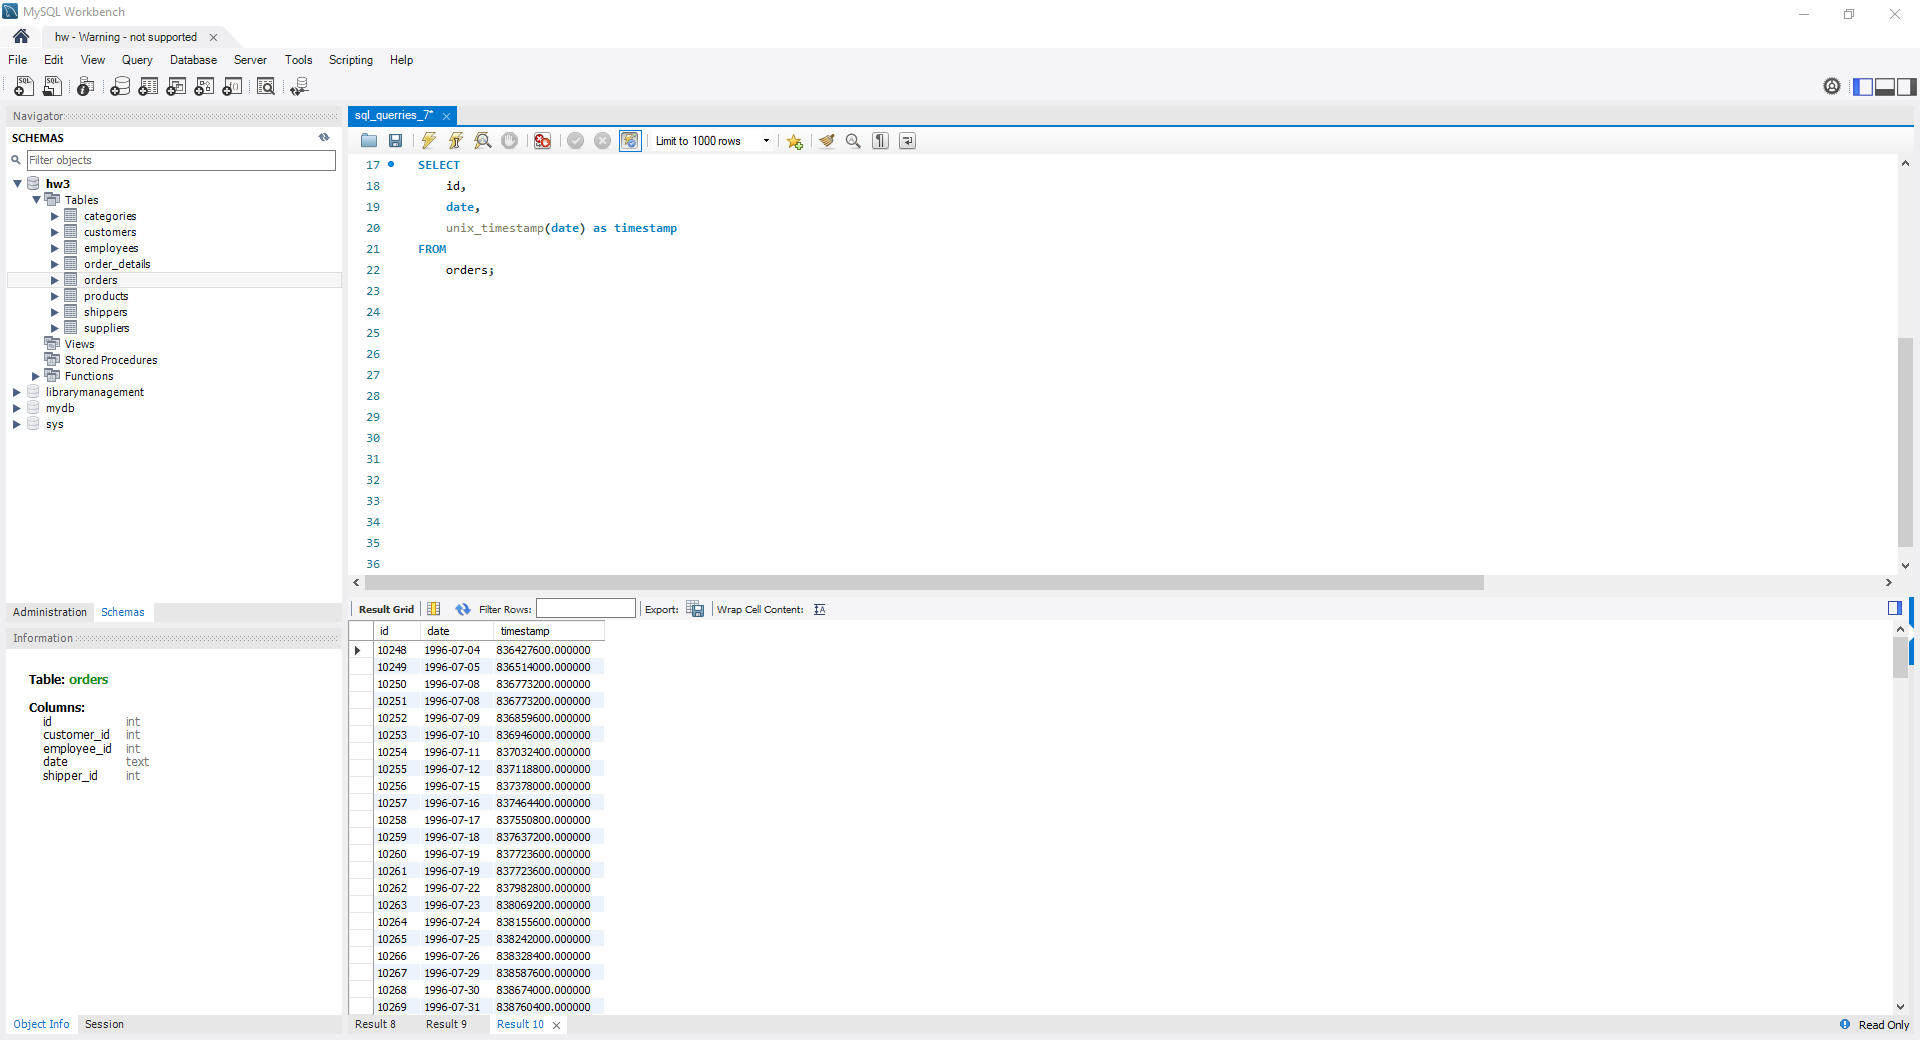 MySQL Workbench
hw - Warning - not supported
File Edit View Query Database Server Tools Scripting Help
Navigator
SCHEMAS
Filter objects
hw3
Tables
categories
customers
employees
order_details
orders
products
shippers
suppliers
Views
Stored Procedures
Functions
librarymanagement
mydb
sys
Administration Schemas
Information
Table: orders
Columns:
id int
customer_id int
employee_id int
date text
shipper_id int
Object Info Session
sql_querries_7*
Limit to 1000 rows
17 SELECT
18 id,
19 date,
20 unix_timestamp(date) as timestamp
21 FROM
22 orders;
23
24
25
26
27
28
29
30
31
32
33
34
35
36
Result Grid Filter Rows: Export: Wrap Cell Content:
id date timestamp
10248 1996-07-04 836427600.000000
10249 1996-07-05 836514000.000000
10250 1996-07-08 836773200.000000
10251 1996-07-08 836773200.000000
10252 1996-07-09 836859600.000000
10253 1996-07-10 836946000.000000
10254 1996-07-11 837032400.000000
10255 1996-07-12 837118800.000000
10256 1996-07-15 837378000.000000
10257 1996-07-16 837464400.000000
10258 1996-07-17 837550800.000000
10259 1996-07-18 837637200.000000
10260 1996-07-19 837723600.000000
10261 1996-07-19 837723600.000000
10262 1996-07-22 837982800.000000
10263 1996-07-23 838069200.000000
10264 1996-07-24 838155600.000000
10265 1996-07-25 838242000.000000
10266 1996-07-26 838328400.000000
10267 1996-07-29 838587600.000000
10268 1996-07-30 838674000.000000
10269 1996-07-31 838760400.000000
Result 8 Result 9 Result 10
Read Only